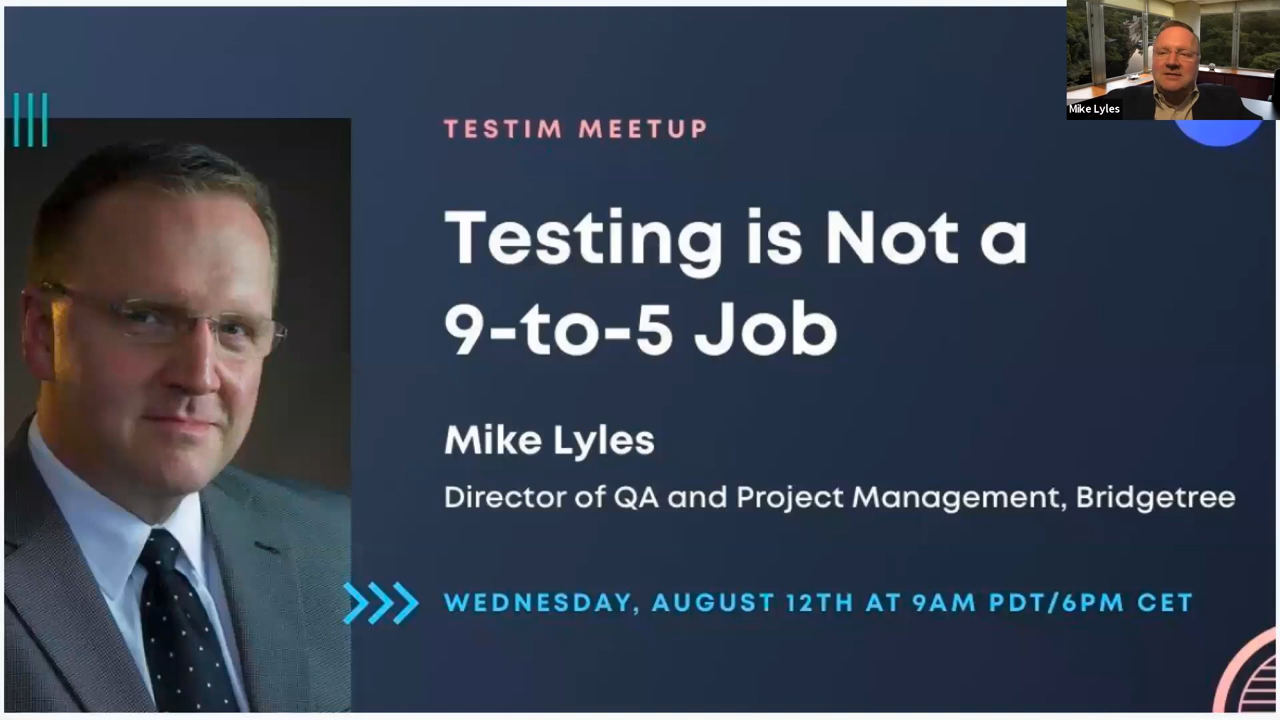 Mike Lyles
TESTIM MEETUP
Testing is Not a
9-to-5 Job
Mike Lyles
Director of QA and Project Management, Bridgetree
WEDNESDAY, AUGUST 12TH AT 9AM PDT/6PM CET